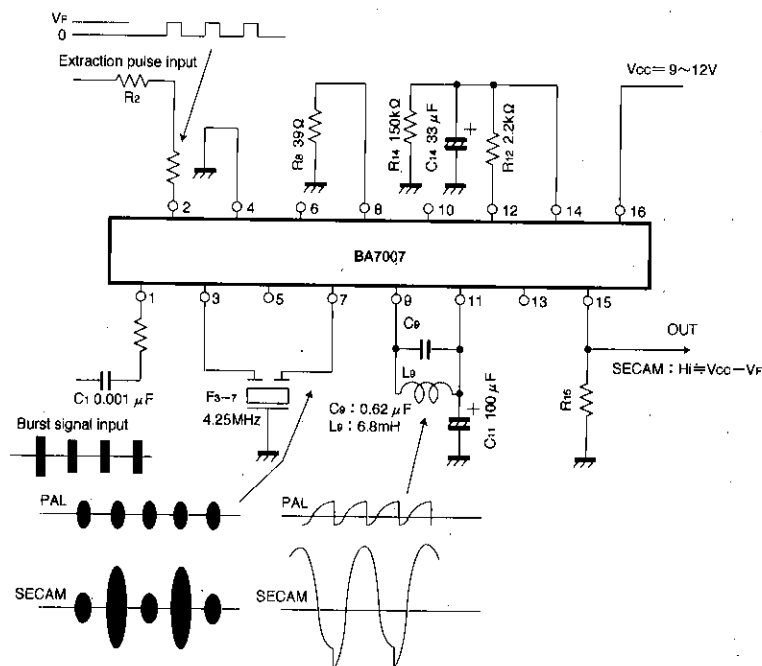 VP
0
Extraction pulse input
R2
R8 39Ω
R14 150kΩ
C14 33 μF
+
R12 2.2kΩ
Vcc=9~12V
2 4 6 8 10 12 14 16
BA7007
1 3 5 7 9 11 13 15
C1 0.001 μF
F3-7
4.25MHz
C9
L9
C9 : 0.62 μF
L9 : 6.8mH
+
C11 100 μF
R15
OUT
SECAM : Hi≒Vcc-VF
Burst signal input
PAL
SECAM
PAL
SECAM